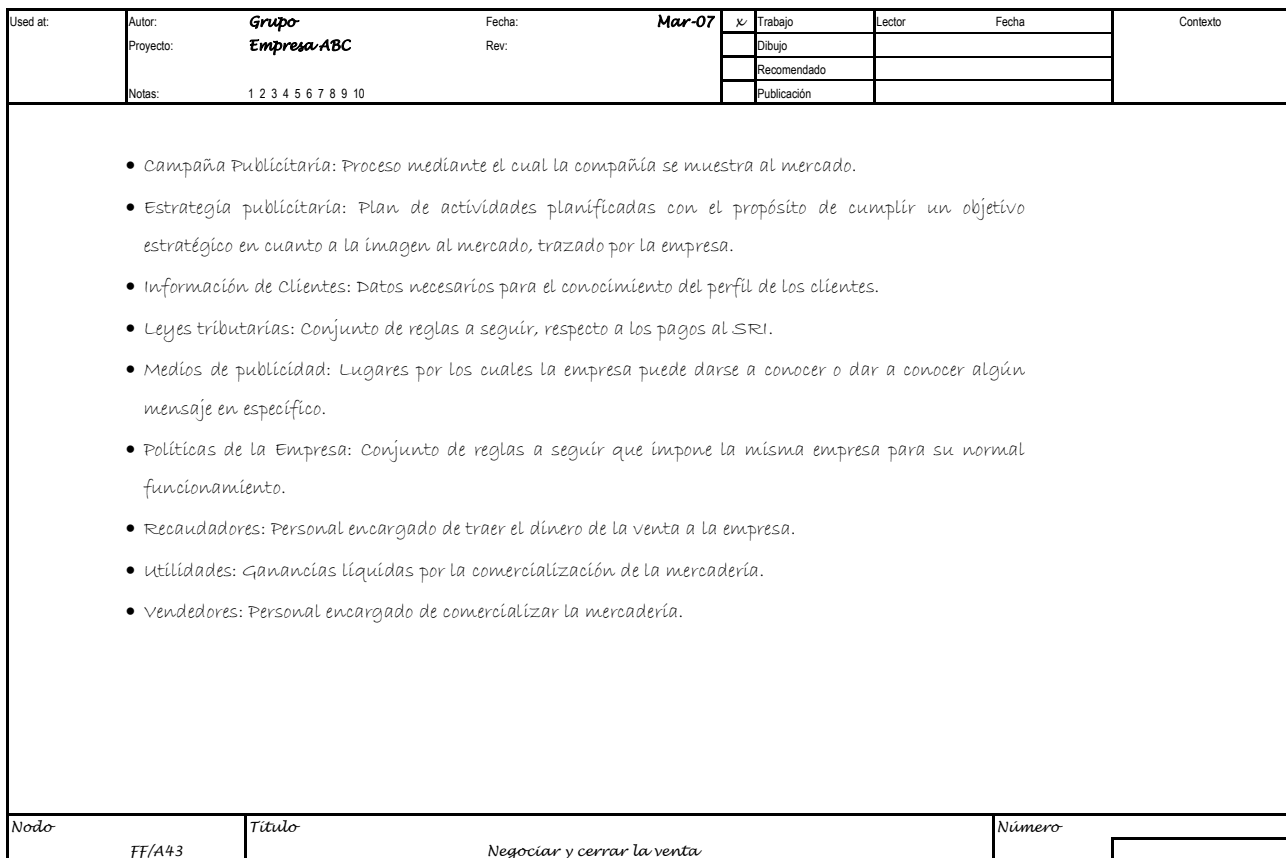 Used at: Autor: Grupo Fecha: Mar-07 x Trabajo Lector Fecha Contexto
Proyecto: Empresa ABC Rev: Dibujo
Recomendado
Notas: 1 2 3 4 5 6 7 8 9 10 Publicación
• Campaña Publicitaria: Proceso mediante el cual la compañía se muestra al mercado.
• Estrategia publicitaria: Plan de actividades planificadas con el propósito de cumplir un objetivo
estratégico en cuanto a la imagen al mercado, trazado por la empresa.
• Información de Clientes: Datos necesarios para el conocimiento del perfil de los clientes.
• Leyes tributarias: Conjunto de reglas a seguir, respecto a los pagos al SRI.
• Medios de publicidad: Lugares por los cuales la empresa puede darse a conocer o dar a conocer algún
mensaje en específico.
• Políticas de la Empresa: Conjunto de reglas a seguir que impone la misma empresa para su normal
funcionamiento.
• Recaudadores: Personal encargado de traer el dinero de la venta a la empresa.
• Utilidades: Ganancias líquidas por la comercialización de la mercadería.
• Vendedores: Personal encargado de comercializar la mercadería.
Nodo Título Número
FF/A43 Negociar y cerrar la venta